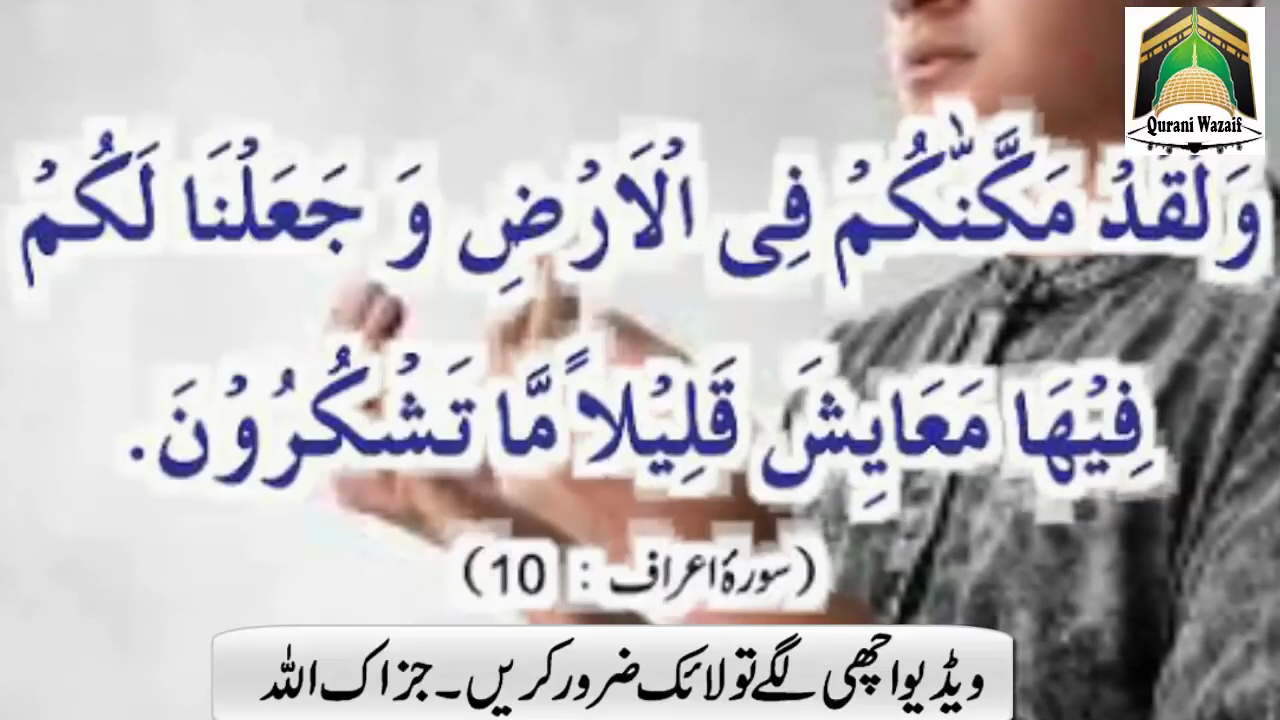 Qurani Wazaif
وَلَقَدْ مَكَّنّٰكُمْ فِی الْاَرْضِ وَ جَعَلْنَا لَكُمْ
فِیْهَا مَعَایِشَ قَلِیْلاً مَّا تَشْكُرُوْنَ.
(سورۂ اعراف : 10)
ویڈیو اچھی لگے تو لائک ضرور کریں۔ جزاک اللہ